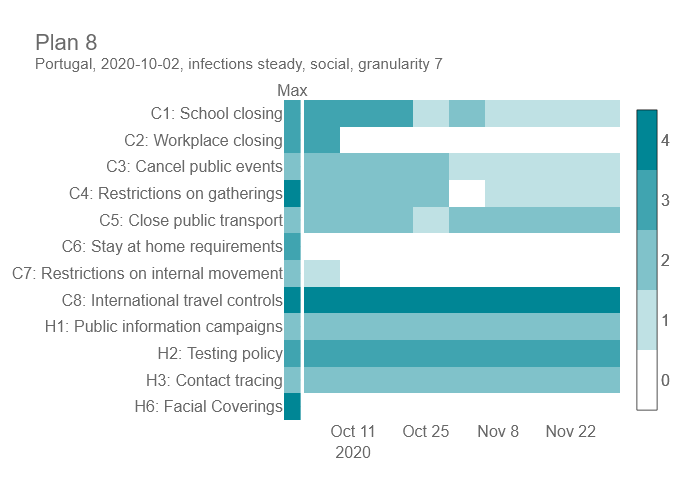 Plan 8
Portugal, 2020-10-02, infections steady, social, granularity 7
Max
C1: School closing
C2: Workplace closing
C3: Cancel public events
C4: Restrictions on gatherings
C5: Close public transport
C6: Stay at home requirements
C7: Restrictions on internal movement
C8: International travel controls
H1: Public information campaigns
H2: Testing policy
H3: Contact tracing
H6: Facial Coverings
Oct 11 Oct 25 Nov 8 Nov 22
2020
4
3
2
1
0